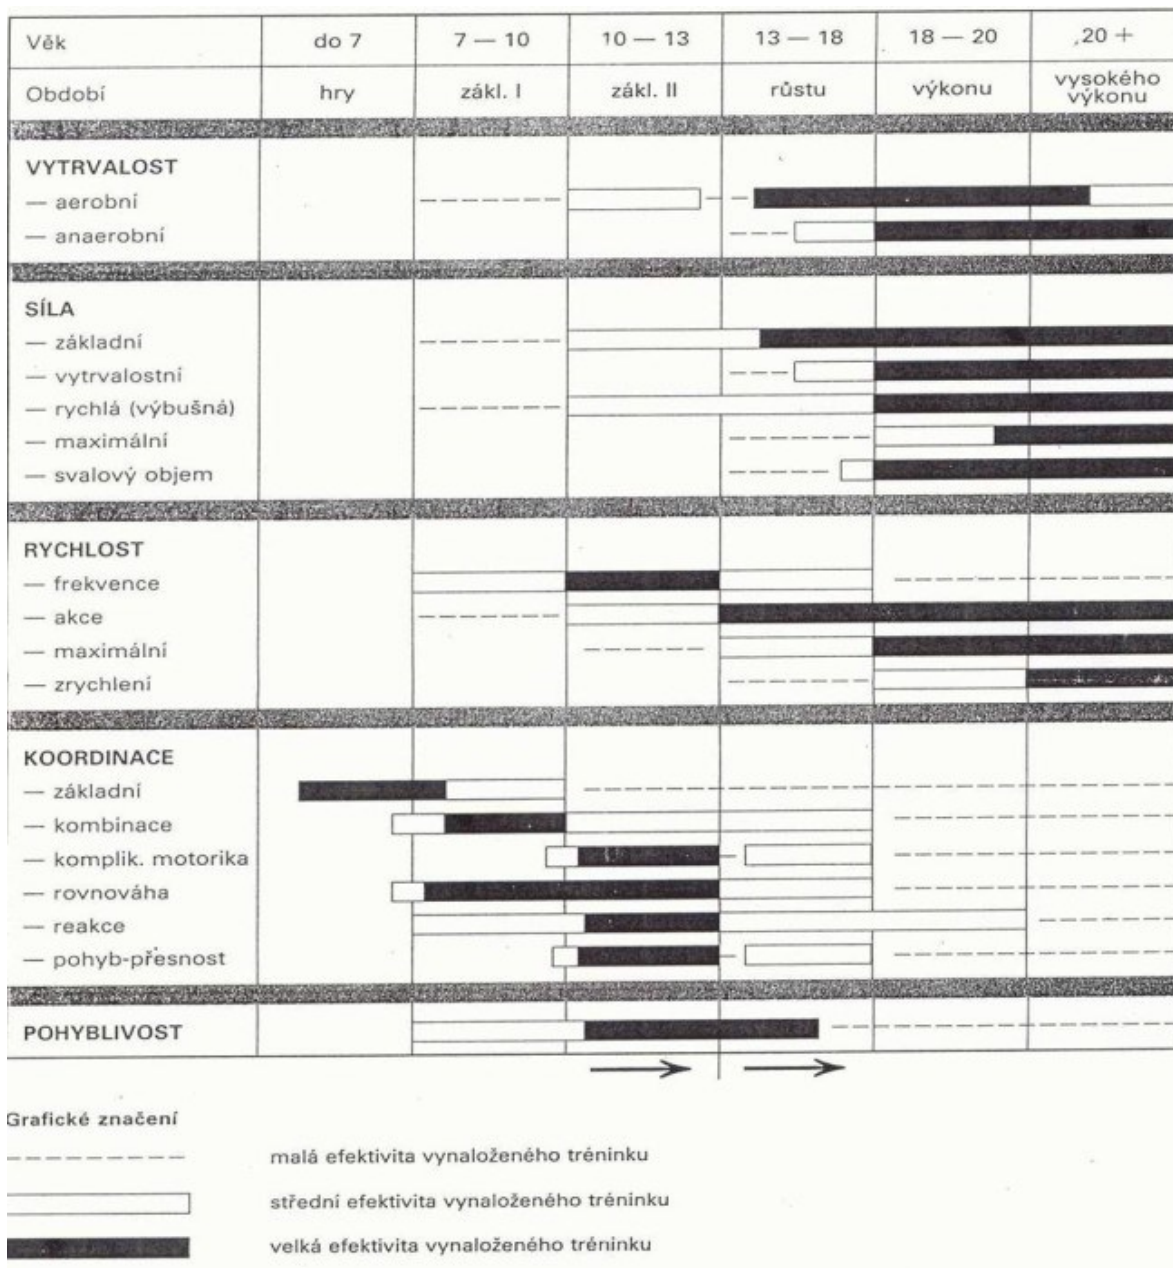 Věk do 7 7 — 10 10 — 13 13 — 18 18 — 20 20 +
Období hry zákl. I zákl. II růstu výkonu vysokého výkonu
VYTRVALOST
— aerobní
— anaerobní
SÍLA
— základní
— vytrvalostní
— rychlá (výbušná)
— maximální
— svalový objem
RYCHLOST
— frekvence
— akce
— maximální
— zrychlení
KOORDINACE
— základní
— kombinace
— komplik. motorika
— rovnováha
— reakce
— pohyb-přesnost
POHYBLIVOST
Grafické značení
malá efektivita vynaloženého tréninku
střední efektivita vynaloženého tréninku
velká efektivita vynaloženého tréninku